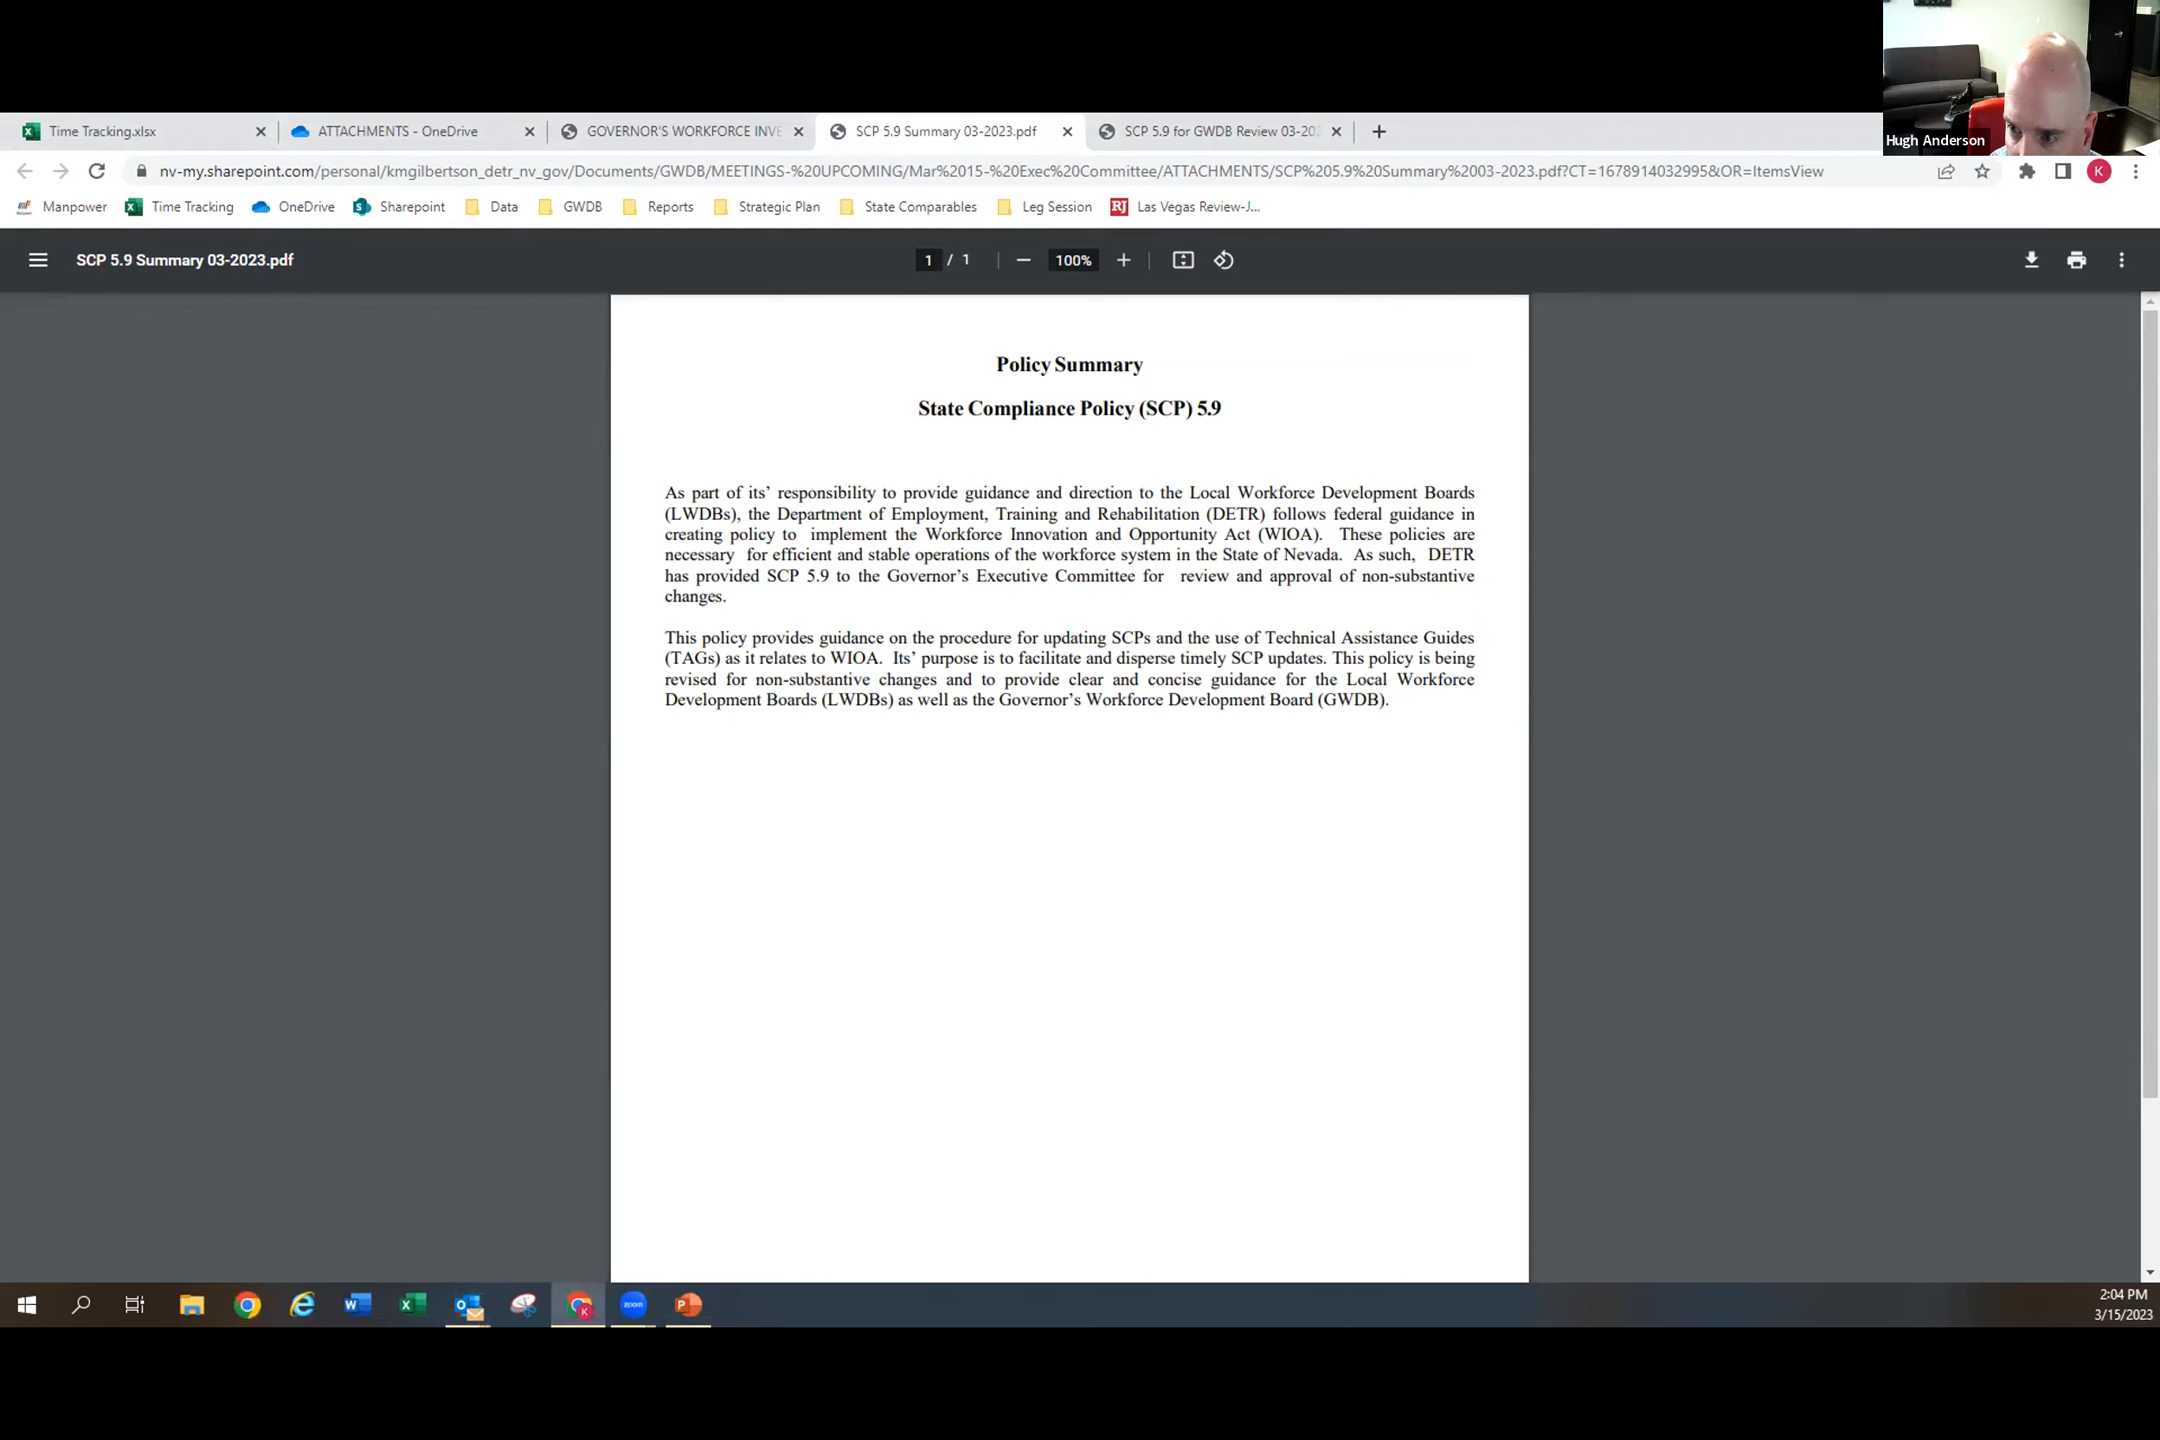 Hugh Anderson
Time Tracking.xlsx
ATTACHMENTS - OneDrive
GOVERNOR'S WORKFORCE INVE
SCP 5.9 Summary 03-2023.pdf
SCP 5.9 for GWDB Review 03-202
nv-my.sharepoint.com/personal/kmgilbertson_detr_nv_gov/Documents/GWDB/MEETINGS-%20UPCOMING/Mar%2015-%20Exec%20Committee/ATTACHMENTS/SCP%205.9%20Summary%2003-2023.pdf?CT=1678914032995&OR=ItemsView
K
Manpower Time Tracking OneDrive Sharepoint Data GWDB Reports Strategic Plan State Comparables Leg Session RJ Las Vegas Review-J...
SCP 5.9 Summary 03-2023.pdf
1 / 1
100%
Policy Summary
State Compliance Policy (SCP) 5.9
As part of its’ responsibility to provide guidance and direction to the Local Workforce Development Boards
(LWDBs), the Department of Employment, Training and Rehabilitation (DETR) follows federal guidance in
creating policy to implement the Workforce Innovation and Opportunity Act (WIOA). These policies are
necessary for efficient and stable operations of the workforce system in the State of Nevada. As such, DETR
has provided SCP 5.9 to the Governor’s Executive Committee for review and approval of non-substantive
changes.
This policy provides guidance on the procedure for updating SCPs and the use of Technical Assistance Guides
(TAGs) as it relates to WIOA. Its’ purpose is to facilitate and disperse timely SCP updates. This policy is being
revised for non-substantive changes and to provide clear and concise guidance for the Local Workforce
Development Boards (LWDBs) as well as the Governor’s Workforce Development Board (GWDB).
zoom
2:04 PM
3/15/2023